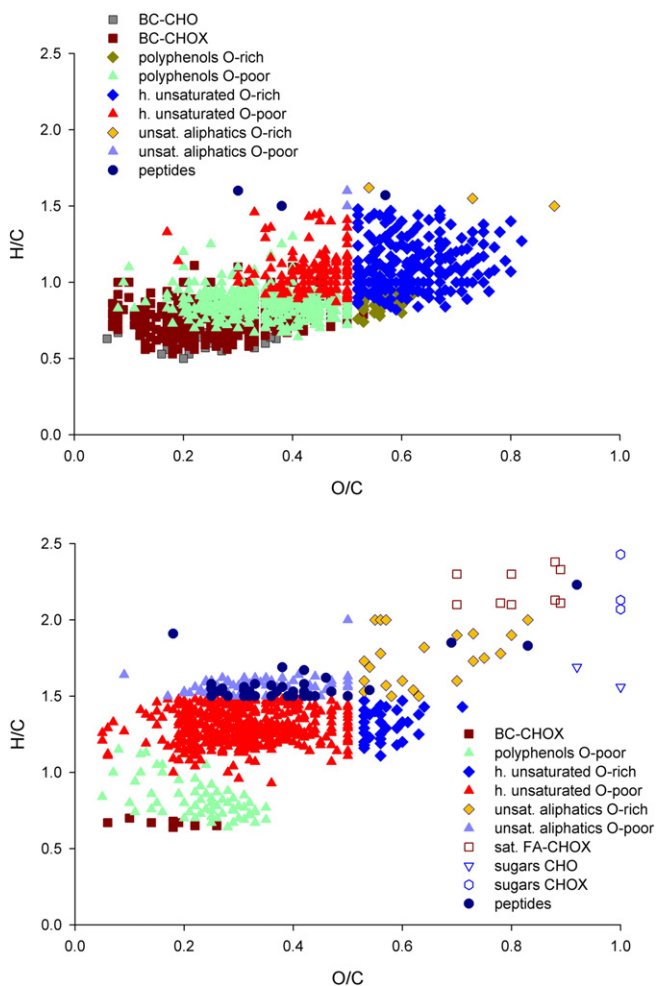 BC-CHO
BC-CHOX
polyphenols O-rich
polyphenols O-poor
h. unsaturated O-rich
h. unsaturated O-poor
unsat. aliphatics O-rich
unsat. aliphatics O-poor
peptides
2.5
2.0
1.5
1.0
0.5
0.0
H/C
0.0 0.2 0.4 0.6 0.8 1.0
O/C
2.5
2.0
1.5
1.0
0.5
0.0
H/C
BC-CHOX
polyphenols O-poor
h. unsaturated O-rich
h. unsaturated O-poor
unsat. aliphatics O-rich
unsat. aliphatics O-poor
sat. FA-CHOX
sugars CHO
sugars CHOX
peptides
0.0 0.2 0.4 0.6 0.8 1.0
O/C